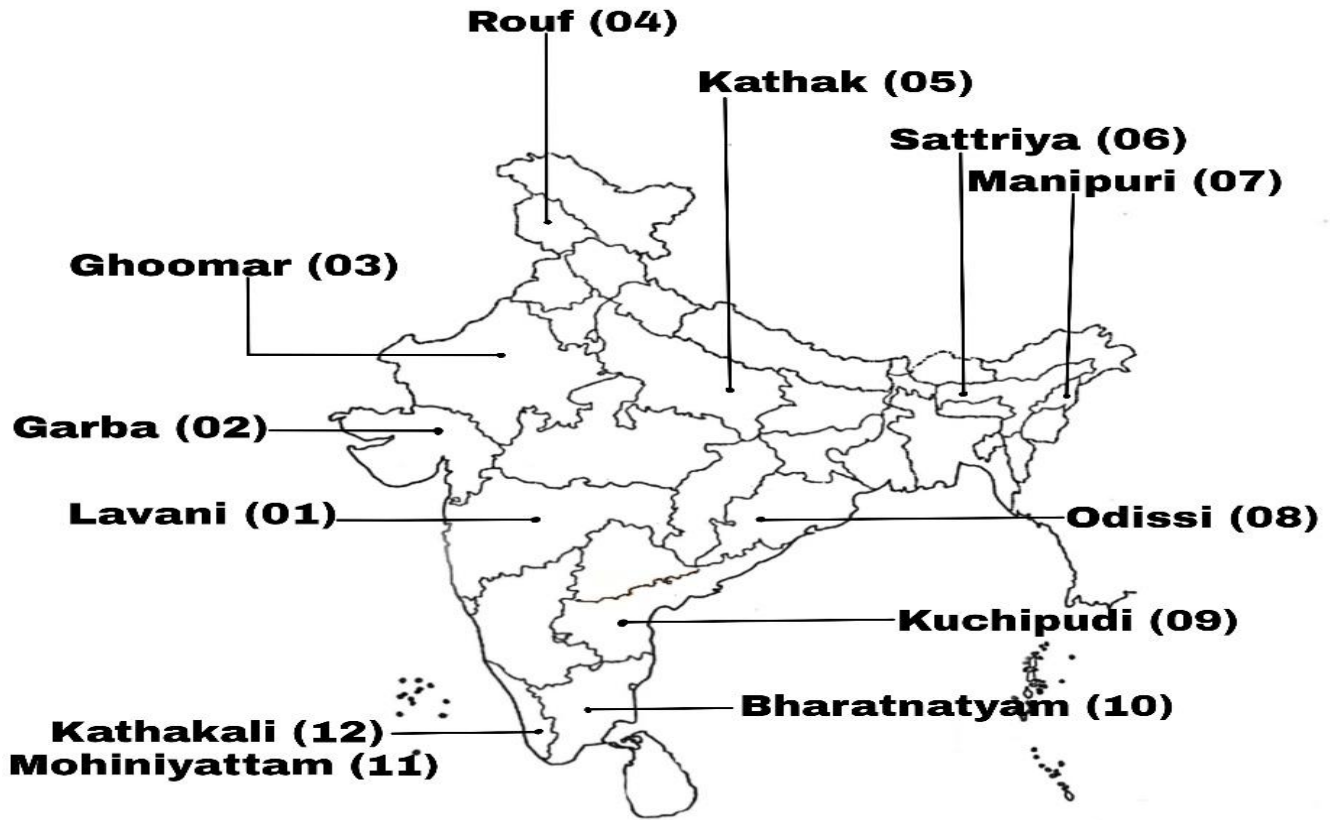 Rouf (04)
Kathak (05)
Sattriya (06)
Manipuri (07)
Ghoomar (03)
Garba (02)
Lavani (01)
Odissi (08)
Kuchipudi (09)
Bharatnatyam (10)
Kathakali (12)
Mohiniyattam (11)